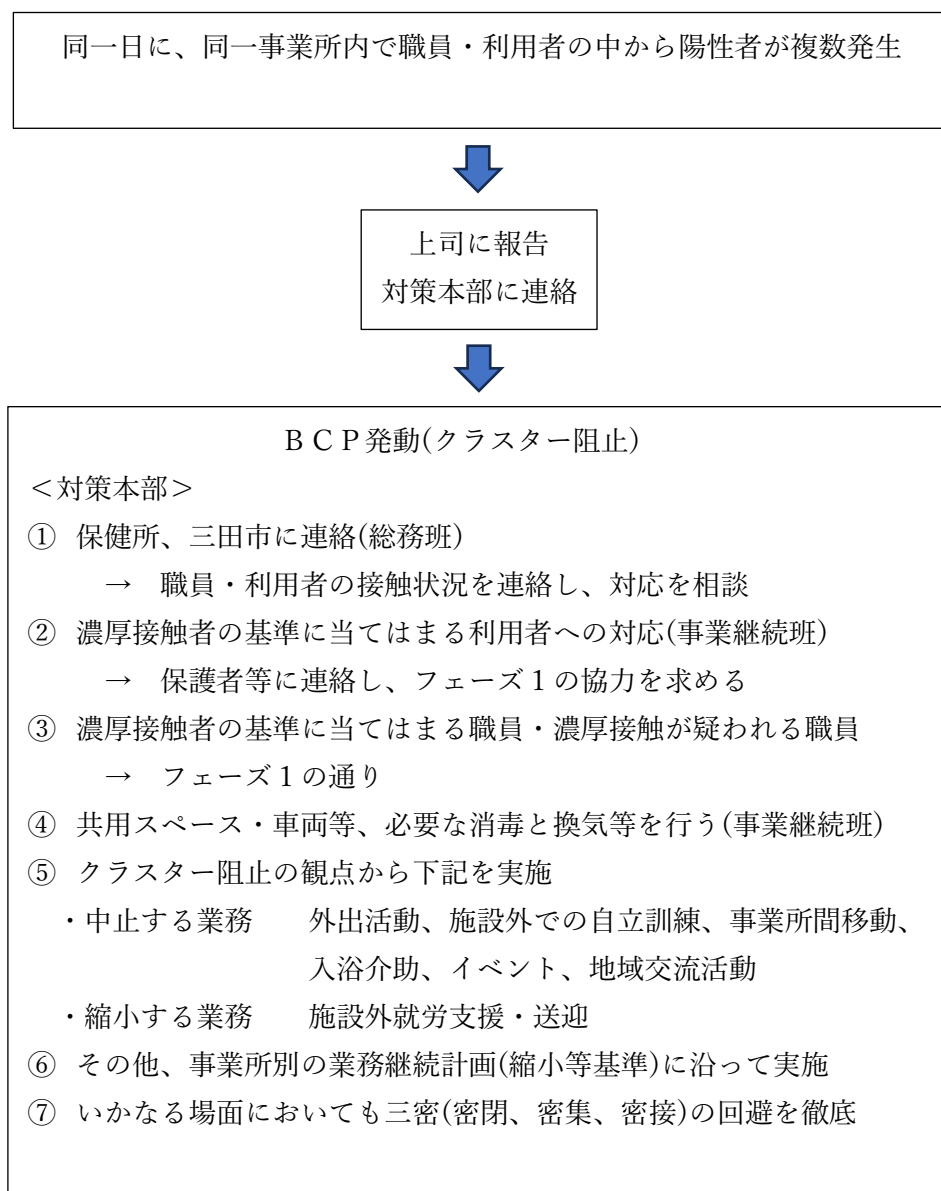 同一日に、同一事業所内で職員・利用者の中から陽性者が複数発生
上司に報告
対策本部に連絡
ＢＣＰ発動(クラスター阻止)
＜対策本部＞
① 保健所、三田市に連絡(総務班)
→ 職員・利用者の接触状況を連絡し、対応を相談
② 濃厚接触者の基準に当てはまる利用者への対応(事業継続班)
→ 保護者等に連絡し、フェーズ１の協力を求める
③ 濃厚接触者の基準に当てはまる職員・濃厚接触が疑われる職員
→ フェーズ１の通り
④ 共用スペース・車両等、必要な消毒と換気等を行う(事業継続班)
⑤ クラスター阻止の観点から下記を実施
・中止する業務 外出活動、施設外での自立訓練、事業所間移動、
入浴介助、イベント、地域交流活動
・縮小する業務 施設外就労支援・送迎
⑥ その他、事業所別の業務継続計画(縮小等基準)に沿って実施
⑦ いかなる場面においても三密(密閉、密集、密接)の回避を徹底